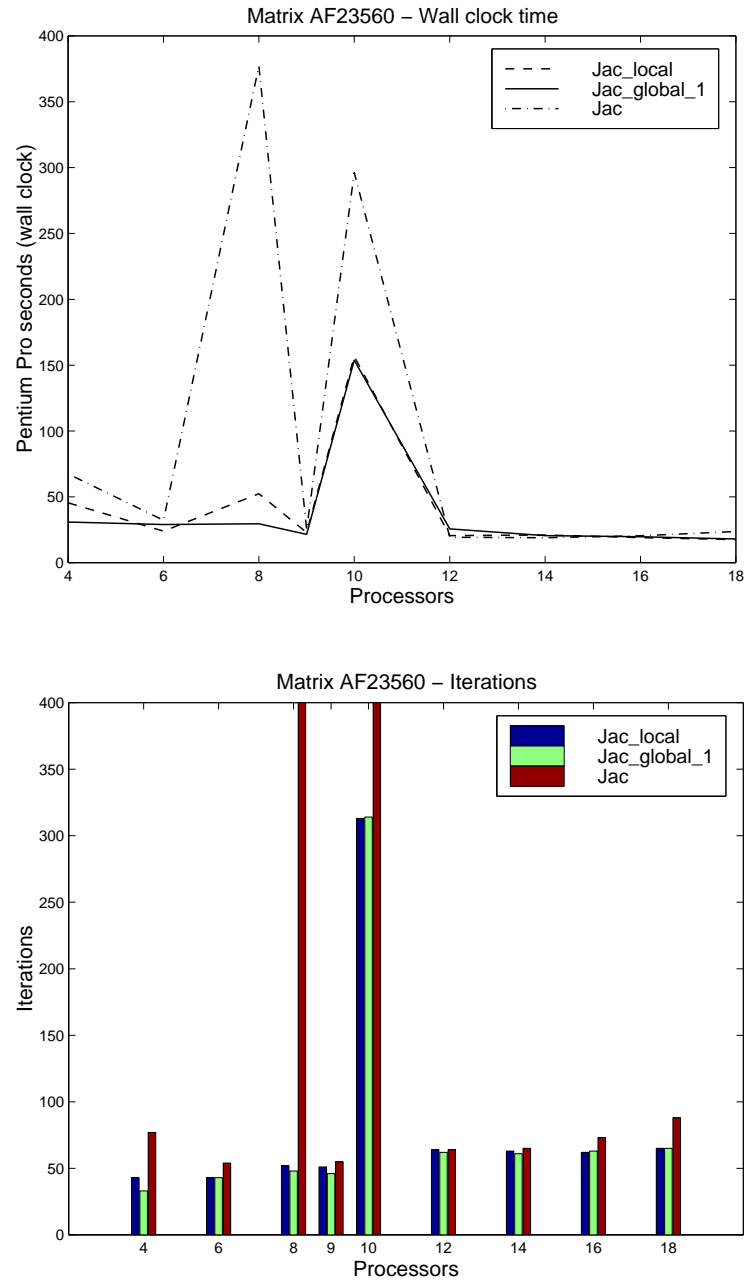 Matrix AF23560 – Wall clock time
400
350
300
250
200
150
100
50
0
Pentium Pro seconds (wall clock)
Jac_local
Jac_global_1
Jac
4 6 8 10 12 14 16 18
Processors
Matrix AF23560 – Iterations
400
350
300
250
200
150
100
50
0
Iterations
Jac_local
Jac_global_1
Jac
4 6 8 9 10 12 14 16 18
Processors